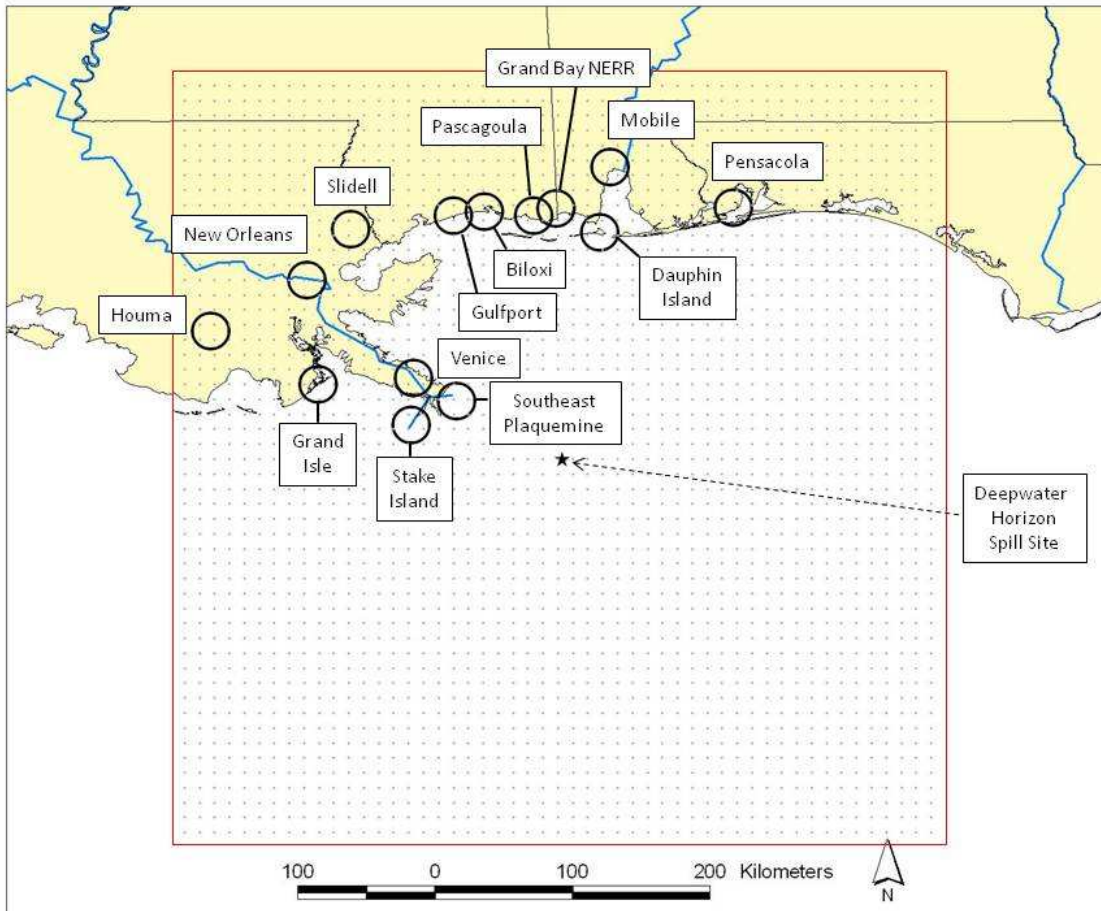 Grand Bay NERR
Pascagoula
Mobile
Pensacola
Slidell
New Orleans
Biloxi
Dauphin
Island
Gulfport
Houma
Venice
Southeast
Plaquemine
Grand
Isle
Stake
Island
Deepwater
Horizon
Spill Site
100 0 100 200 Kilometers
N